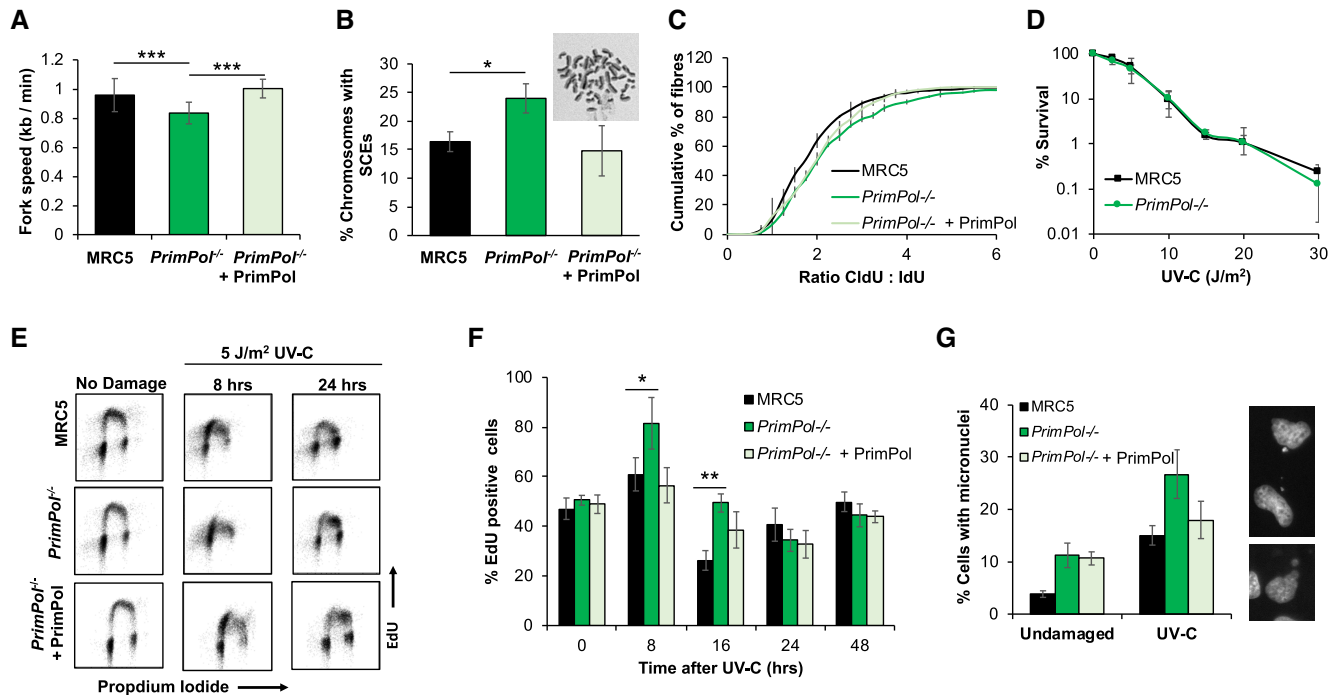 A
Fork speed (kb / min)
1.2
1
0.8
0.6
0.4
0.2
0
***
***
MRC5
PrimPol-/-
PrimPol-/-
+ PrimPol
B
% Chromosomes with
SCEs
35
30
25
20
15
10
5
0
*
MRC5
PrimPol-/-
PrimPol-/-
+ PrimPol
C
Cumulative % of fibres
120
100
80
60
40
20
0
MRC5
PrimPol-/-
PrimPol-/- + PrimPol
0
2
4
6
Ratio CldU : IdU
D
% Survival
100
10
1
0.1
0.01
MRC5
PrimPol-/-
0
10
20
30
UV-C (J/m²)
E
5 J/m² UV-C
No Damage
8 hrs
24 hrs
MRC5
PrimPol-/-
PrimPol-/-
+ PrimPol
EdU
Propdium Iodide
F
% EdU positive cells
100
80
60
40
20
0
*
**
MRC5
PrimPol-/-
PrimPol-/- + PrimPol
0
8
16
24
48
Time after UV-C (hrs)
G
% Cells with micronuclei
40
30
20
10
0
MRC5
PrimPol-/-
PrimPol-/- + PrimPol
Undamaged
UV-C